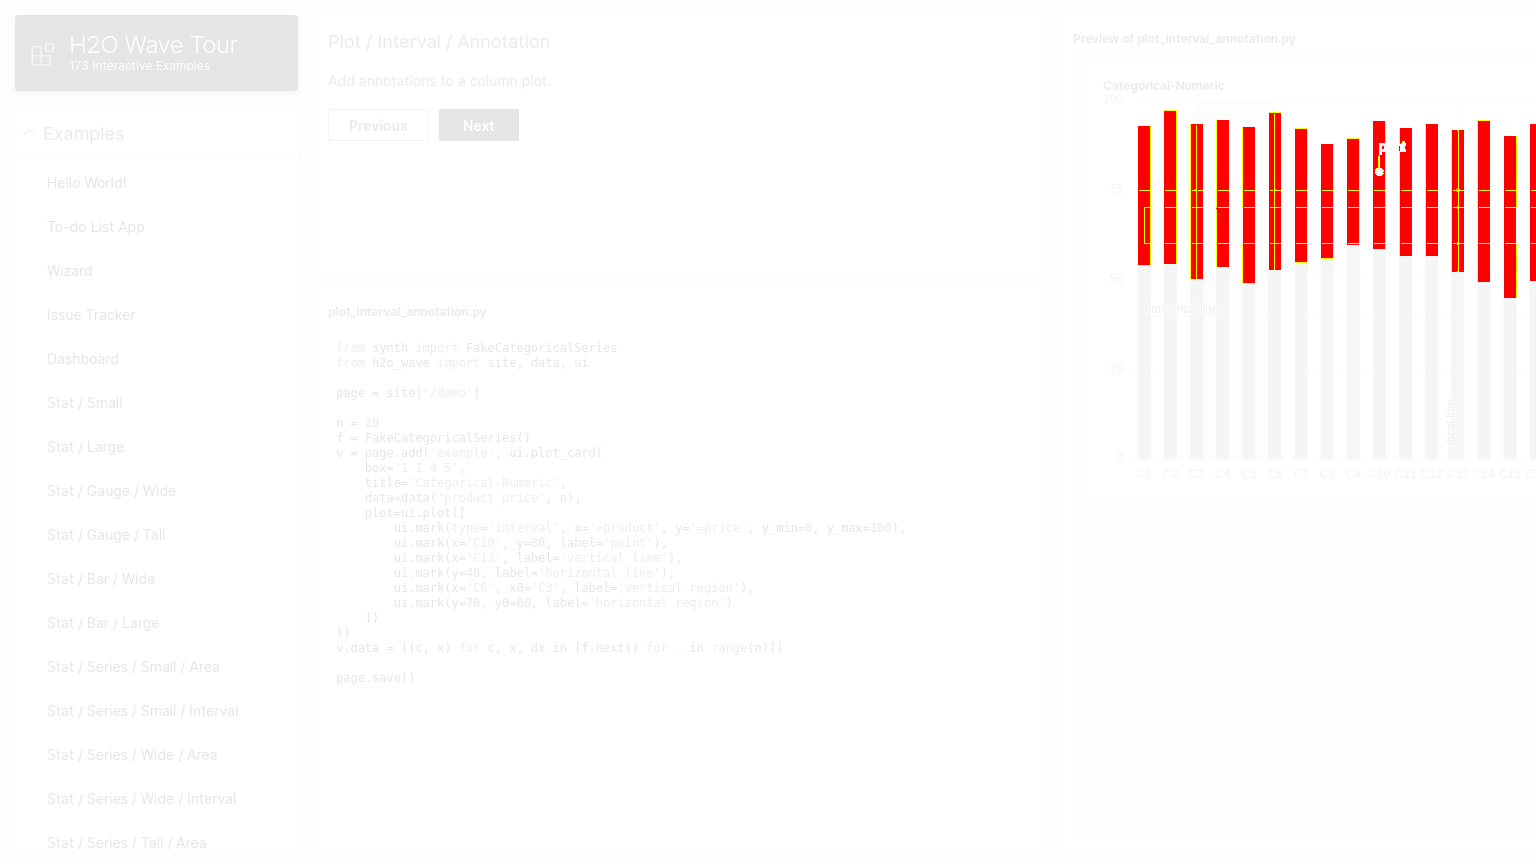 H2O Wave Tour
173 Interactive Examples
Examples
Hello World!
To-do List App
Wizard
Issue Tracker
Dashboard
Stat / Small
Stat / Large
Stat / Gauge / Wide
Stat / Gauge / Tall
Stat / Bar / Wide
Stat / Bar / Large
Stat / Series / Small / Area
Stat / Series / Small / Interval
Stat / Series / Wide / Area
Stat / Series / Wide / Interval
Stat / Series / Tall / Area
Plot / Interval / Annotation
Add annotations to a column plot.
Previous Next
plot_interval_annotation.py
from synth import FakeCategoricalSeries
from h2o_wave import site, data, ui
page = site['/demo']
n = 20
f = FakeCategoricalSeries()
v = page.add('example', ui.plot_card(
    box='1 1 4 5',
    title='Categorical-Numeric',
    data=data('product price', n),
    plot=ui.plot([
        ui.mark(type='interval', x='=product', y='=price', y_min=0, y_max=100),
        ui.mark(x='C10', y=80, label='point'),
        ui.mark(x='C13', label='vertical line'),
        ui.mark(y=40, label='horizontal line'),
        ui.mark(x='C6', x0='C3', label='vertical region'),
        ui.mark(y=70, y0=60, label='horizontal region')
    ])
))
v.data = [(c, x) for c, x, dx in [f.next() for _ in range(n)]]
page.save()
Preview of plot_interval_annotation.py
Categorical-Numeric
100
75
50
25
0
horizontal line
vertical line
C1 C2 C3 C4 C5 C6 C7 C8 C9 C10 C11 C12 C13 C14 C15